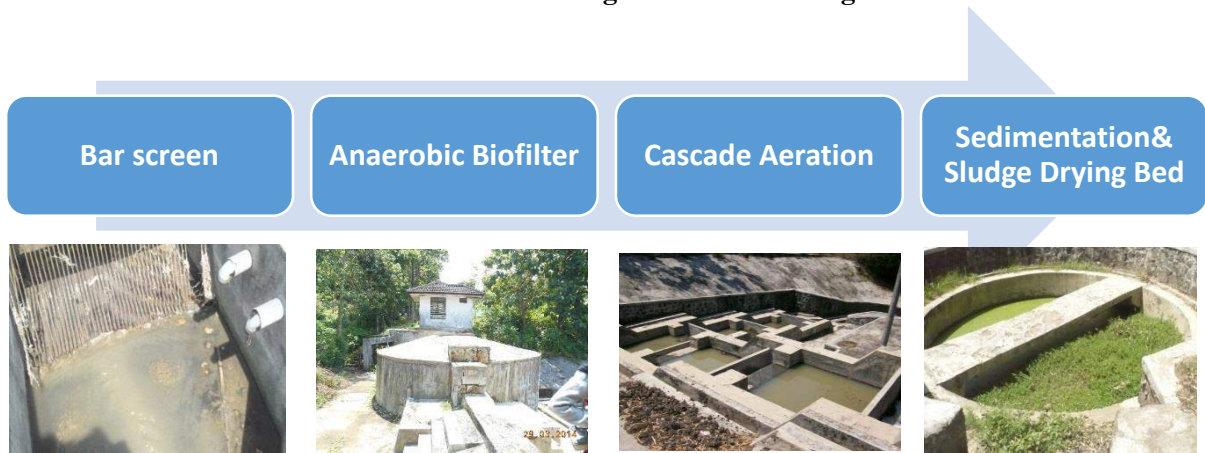 Bar screen
Anaerobic Biofilter
Cascade Aeration
Sedimentation&
Sludge Drying Bed
29.03.2014